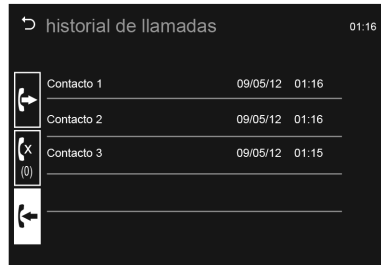 historial de llamadas 01:16
Contacto 1 09/05/12 01:16
Contacto 2 09/05/12 01:16
Contacto 3 09/05/12 01:15
x
(0)